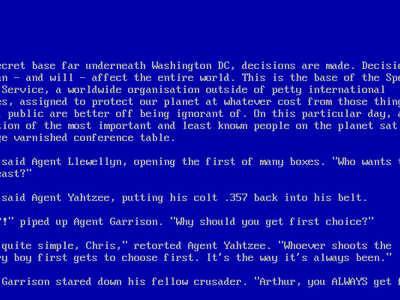 ecret base far underneath Washington DC, decisions are made. Decisio
an - and will - affect the entire world. This is the base of the Spe
Service, a worldwide organisation outside of petty international
es, assigned to protect our planet at whatever cost from those thing
l public are better off being ignorant of. On this particular day, a
tion of the most important and least known people on the planet sat
ge varnished conference table.
said Agent Llewellyn, opening the first of many boxes. "Who wants t
east?"
said Agent Yahtzee, putting his colt .357 back into his belt.
"!" piped up Agent Garrison. "Why should you get first choice?"
quite simple, Chris," retorted Agent Yahtzee. "Whoever shoots the
ry boy first gets to choose first. It's the way it's always been."
Garrison stared down his fellow crusader. "Arthur, you ALWAYS get f